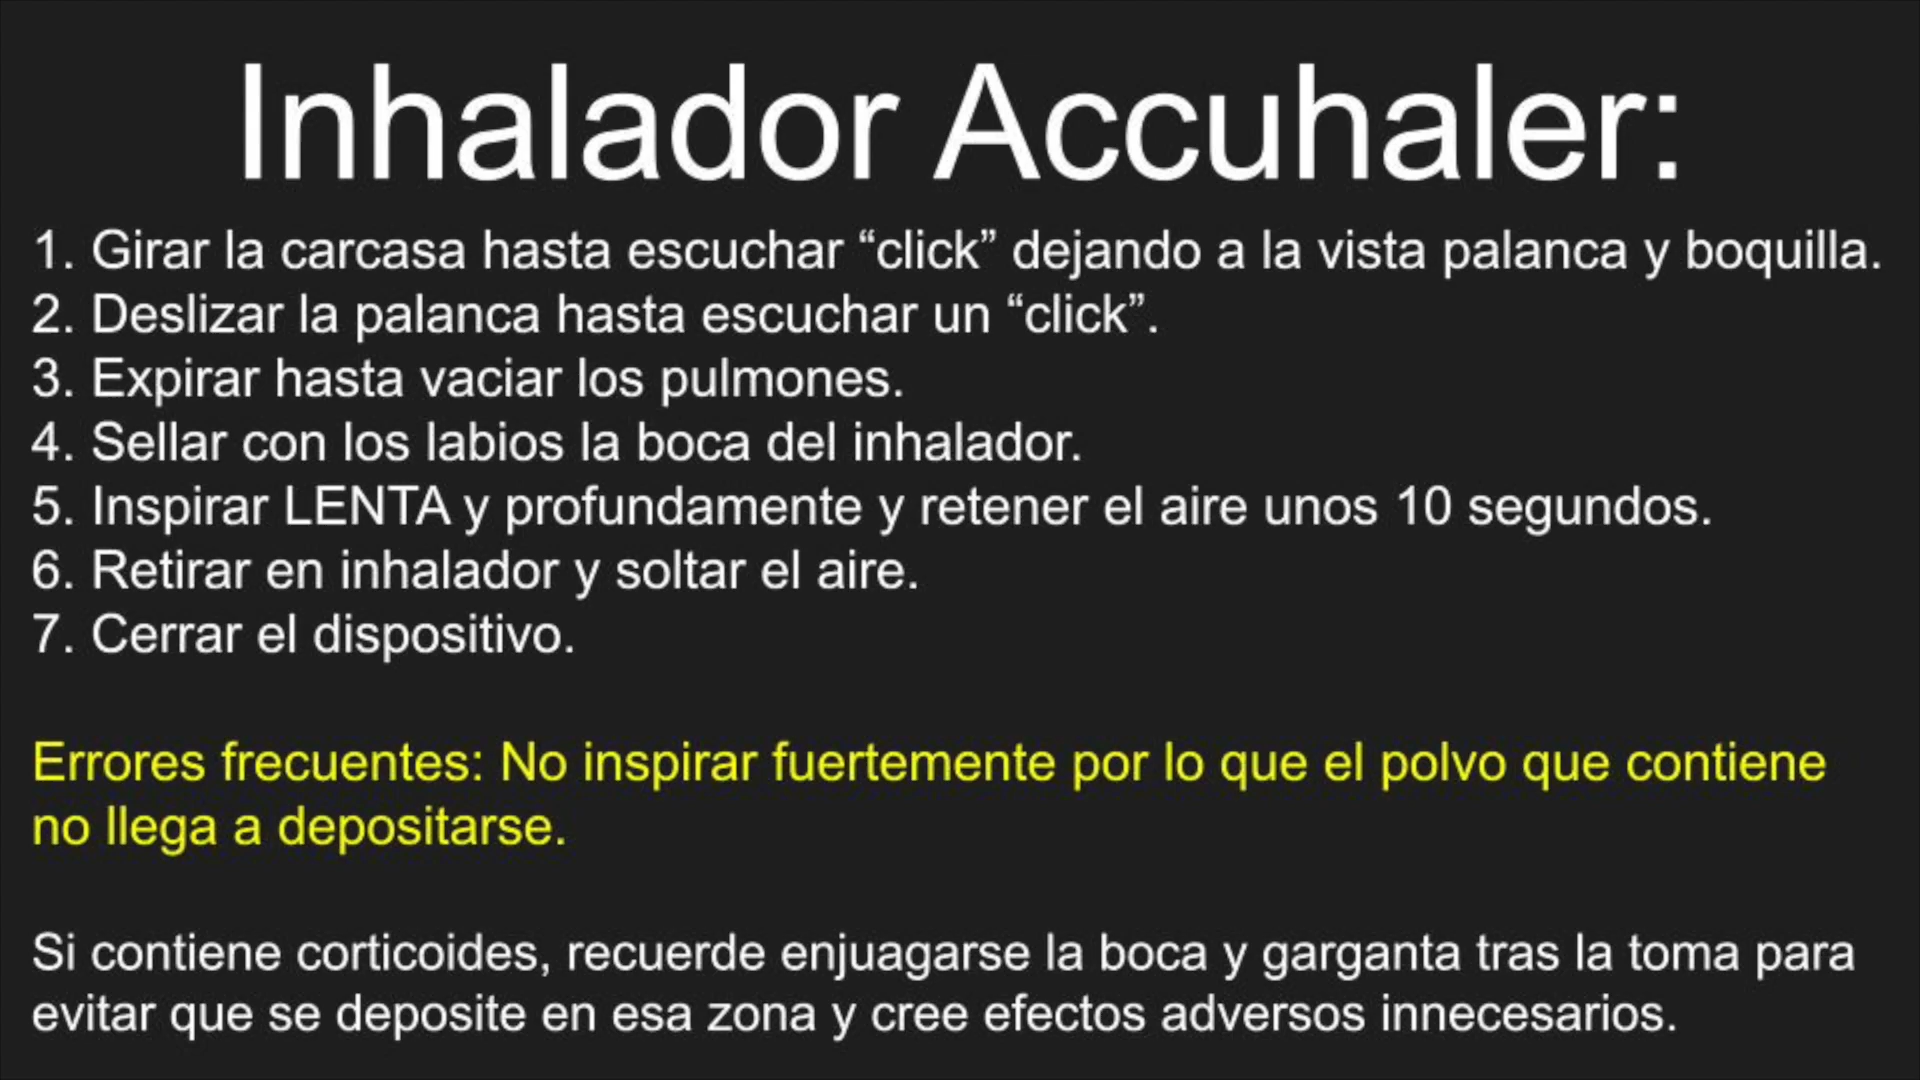 Inhalador Accuhaler:
1. Girar la carcasa hasta escuchar “click” dejando a la vista palanca y boquilla.
2. Deslizar la palanca hasta escuchar un “click”.
3. Expirar hasta vaciar los pulmones.
4. Sellar con los labios la boca del inhalador.
5. Inspirar LENTA y profundamente y retener el aire unos 10 segundos.
6. Retirar en inhalador y soltar el aire.
7. Cerrar el dispositivo.
Errores frecuentes: No inspirar fuertemente por lo que el polvo que contiene
no llega a depositarse.
Si contiene corticoides, recuerde enjuagarse la boca y garganta tras la toma para
evitar que se deposite en esa zona y cree efectos adversos innecesarios.